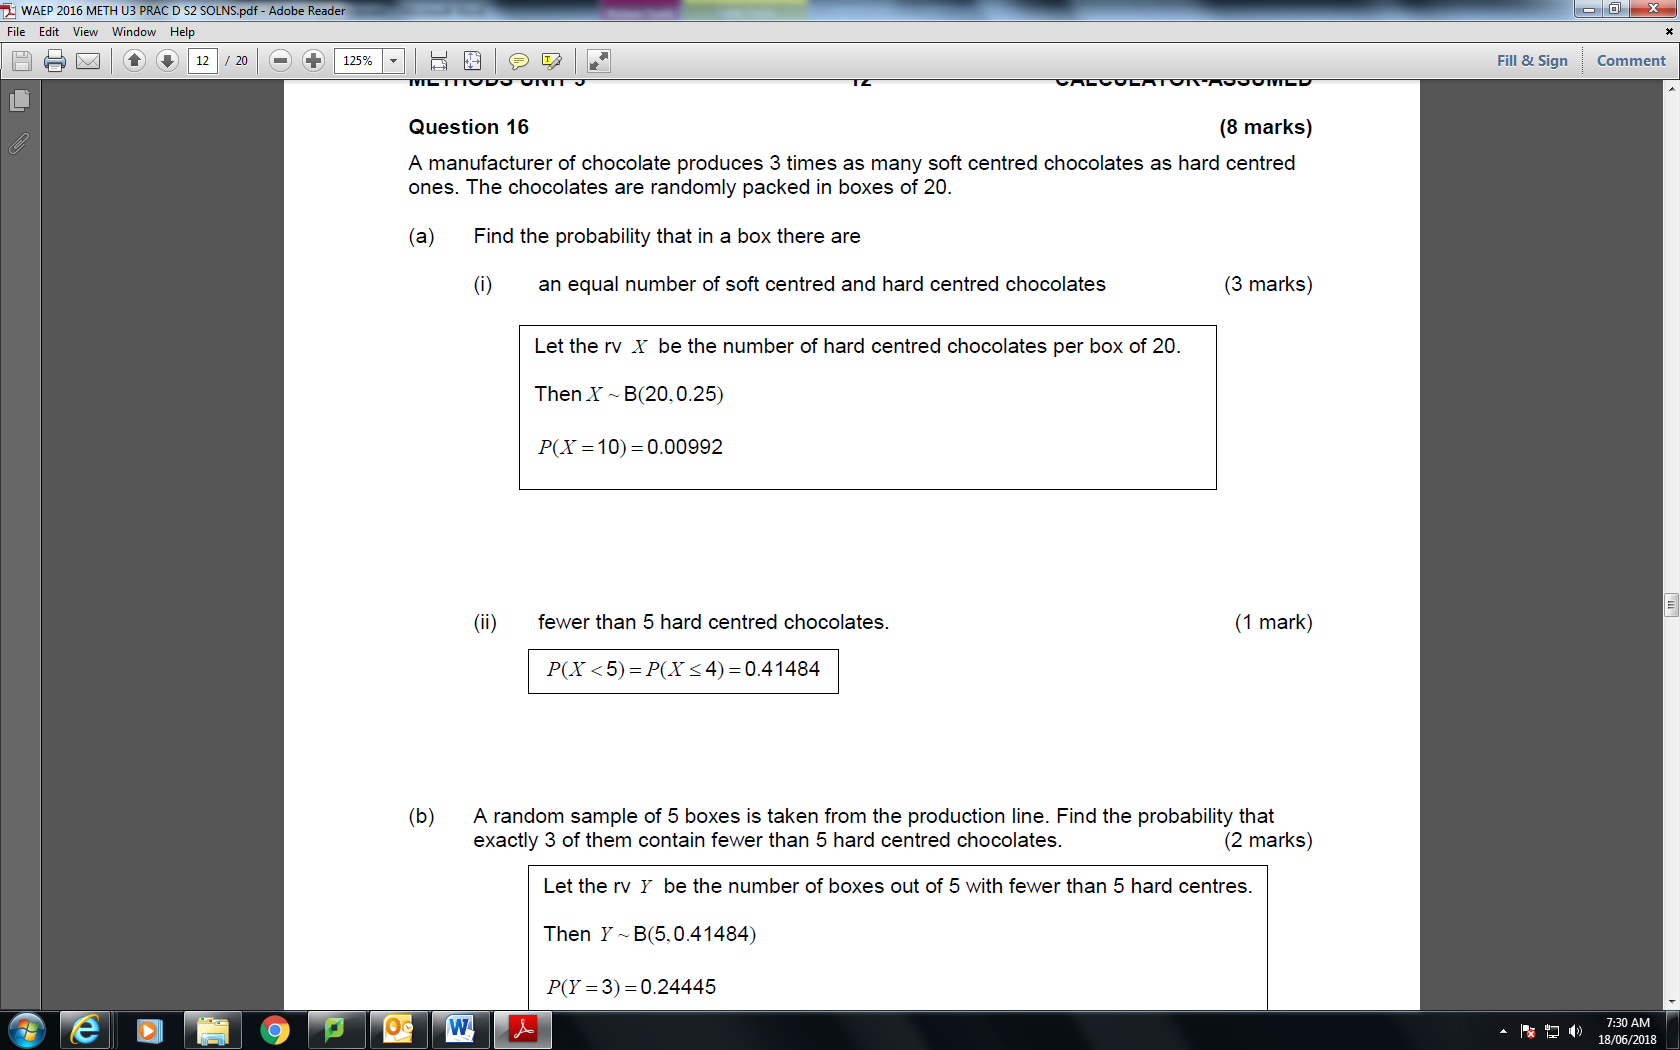 WAEP 2016 METH U3 PRAC D S2 SOLNS.pdf - Adobe Reader
File Edit View Window Help
12 / 20 125% Fill & Sign Comment
METHODS UNIT 3 12 CALCULATOR-ASSUMED
Question 16 (8 marks)
A manufacturer of chocolate produces 3 times as many soft centred chocolates as hard centred
ones. The chocolates are randomly packed in boxes of 20.
(a) Find the probability that in a box there are
(i) an equal number of soft centred and hard centred chocolates (3 marks)
Let the rv X be the number of hard centred chocolates per box of 20.
Then X ~ B(20, 0.25)
P(X = 10) = 0.00992
(ii) fewer than 5 hard centred chocolates. (1 mark)
P(X < 5) = P(X ≤ 4) = 0.41484
(b) A random sample of 5 boxes is taken from the production line. Find the probability that
exactly 3 of them contain fewer than 5 hard centred chocolates. (2 marks)
Let the rv Y be the number of boxes out of 5 with fewer than 5 hard centres.
Then Y ~ B(5, 0.41484)
P(Y = 3) = 0.24445
7:30 AM
18/06/2018